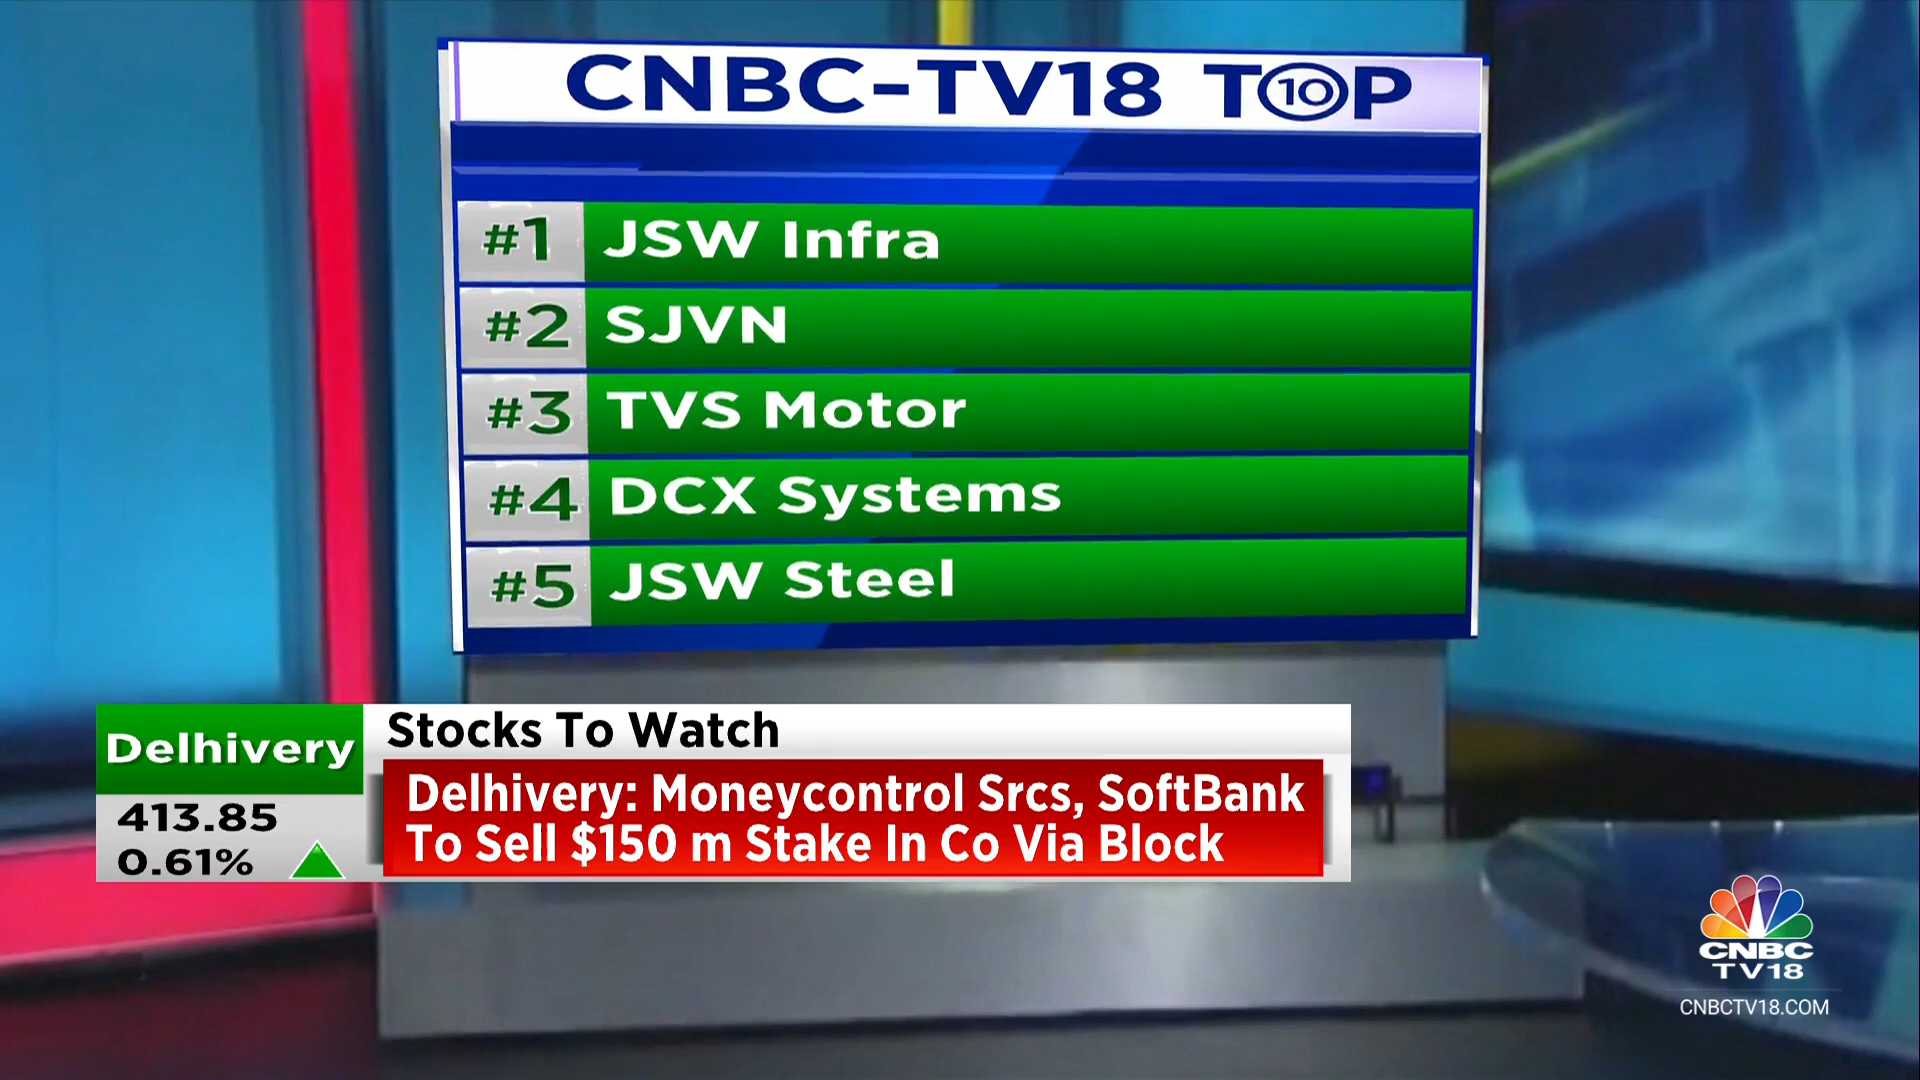 CNBC-TV18 T10P
#1 JSW Infra
#2 SJVN
#3 TVS Motor
#4 DCX Systems
#5 JSW Steel
Delhivery
413.85
0.61%
Stocks To Watch
Delhivery: Moneycontrol Srcs, SoftBank
To Sell $150 m Stake In Co Via Block
CNBC
TV18
CNBCTV18.COM